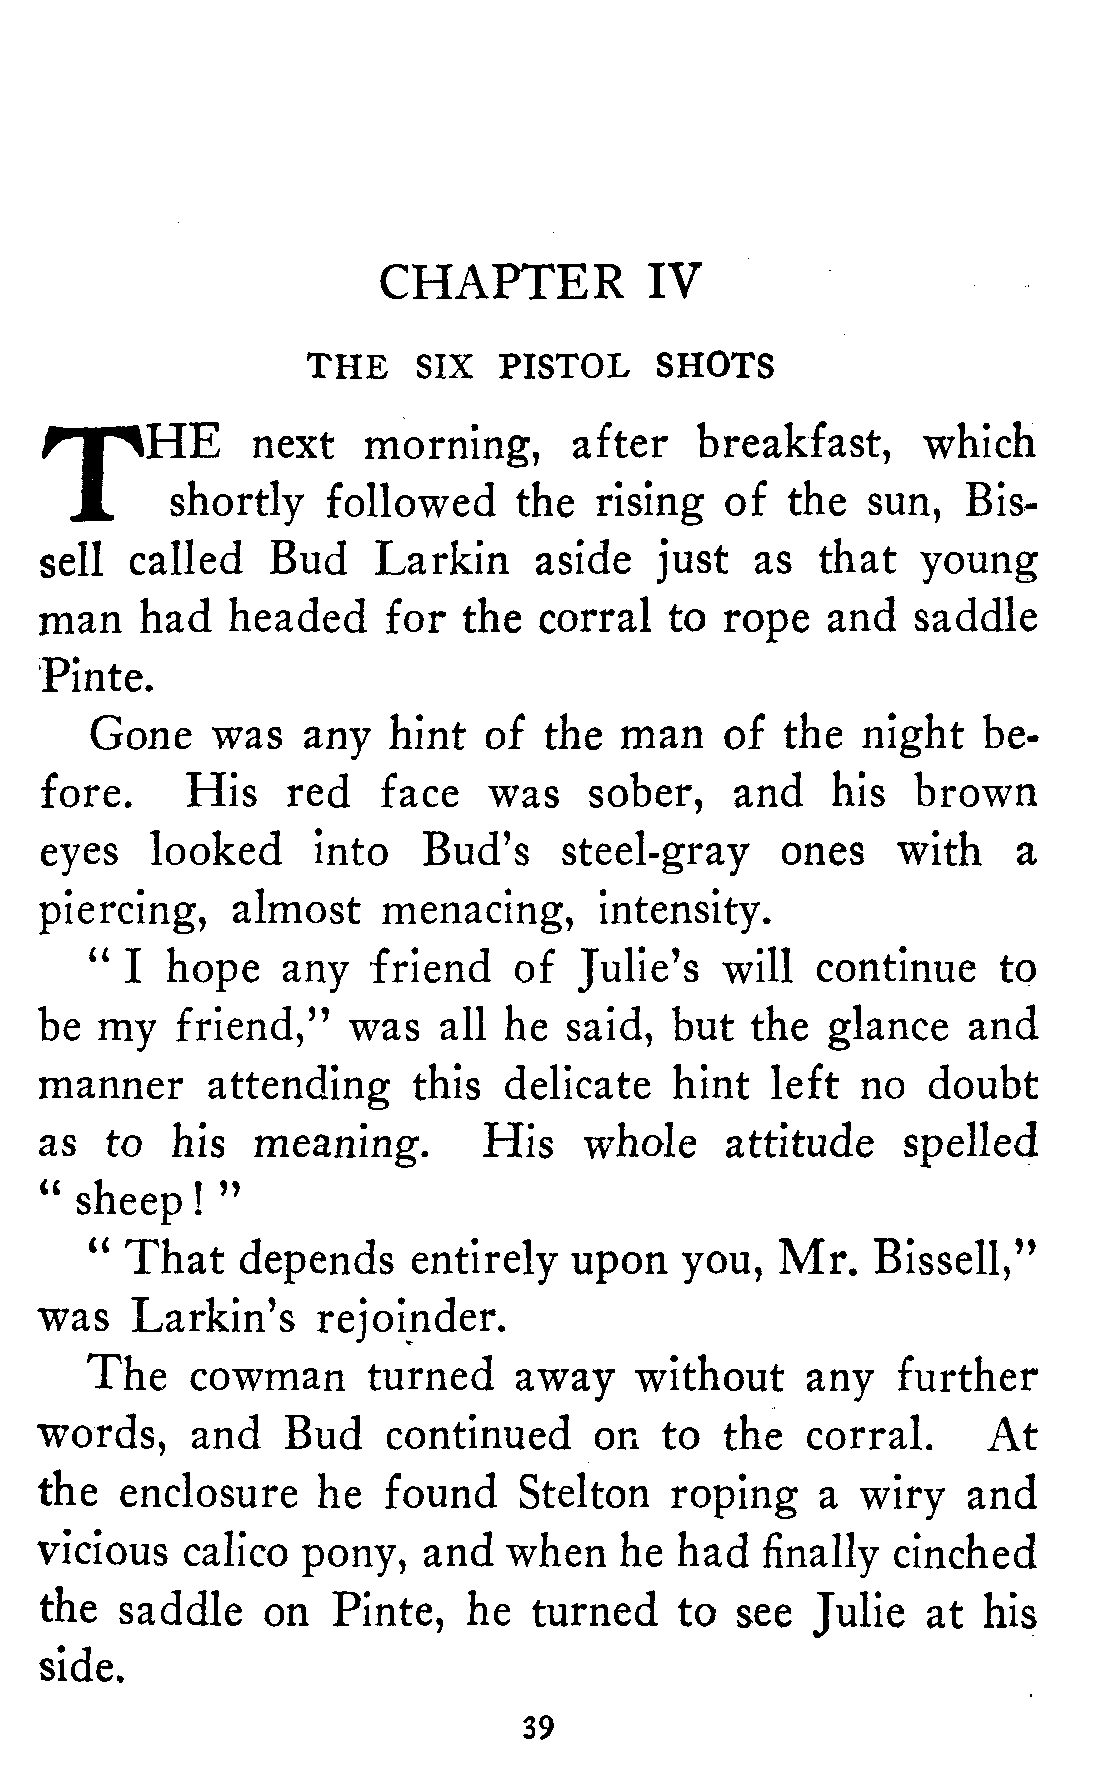 CHAPTER IV
THE SIX PISTOL SHOTS
THE next morning, after breakfast, which
shortly followed the rising of the sun, Bis-
sell called Bud Larkin aside just as that young
man had headed for the corral to rope and saddle
Pinte.
Gone was any hint of the man of the night be-
fore. His red face was sober, and his brown
eyes looked into Bud's steel-gray ones with a
piercing, almost menacing, intensity.
" I hope any friend of Julie's will continue to
be my friend," was all he said, but the glance and
manner attending this delicate hint left no doubt
as to his meaning. His whole attitude spelled
" sheep! "
" That depends entirely upon you, Mr. Bissell,"
was Larkin's rejoinder.
The cowman turned away without any further
words, and Bud continued on to the corral. At
the enclosure he found Stelton roping a wiry and
vicious calico pony, and when he had finally cinched
the saddle on Pinte, he turned to see Julie at his
side.
39